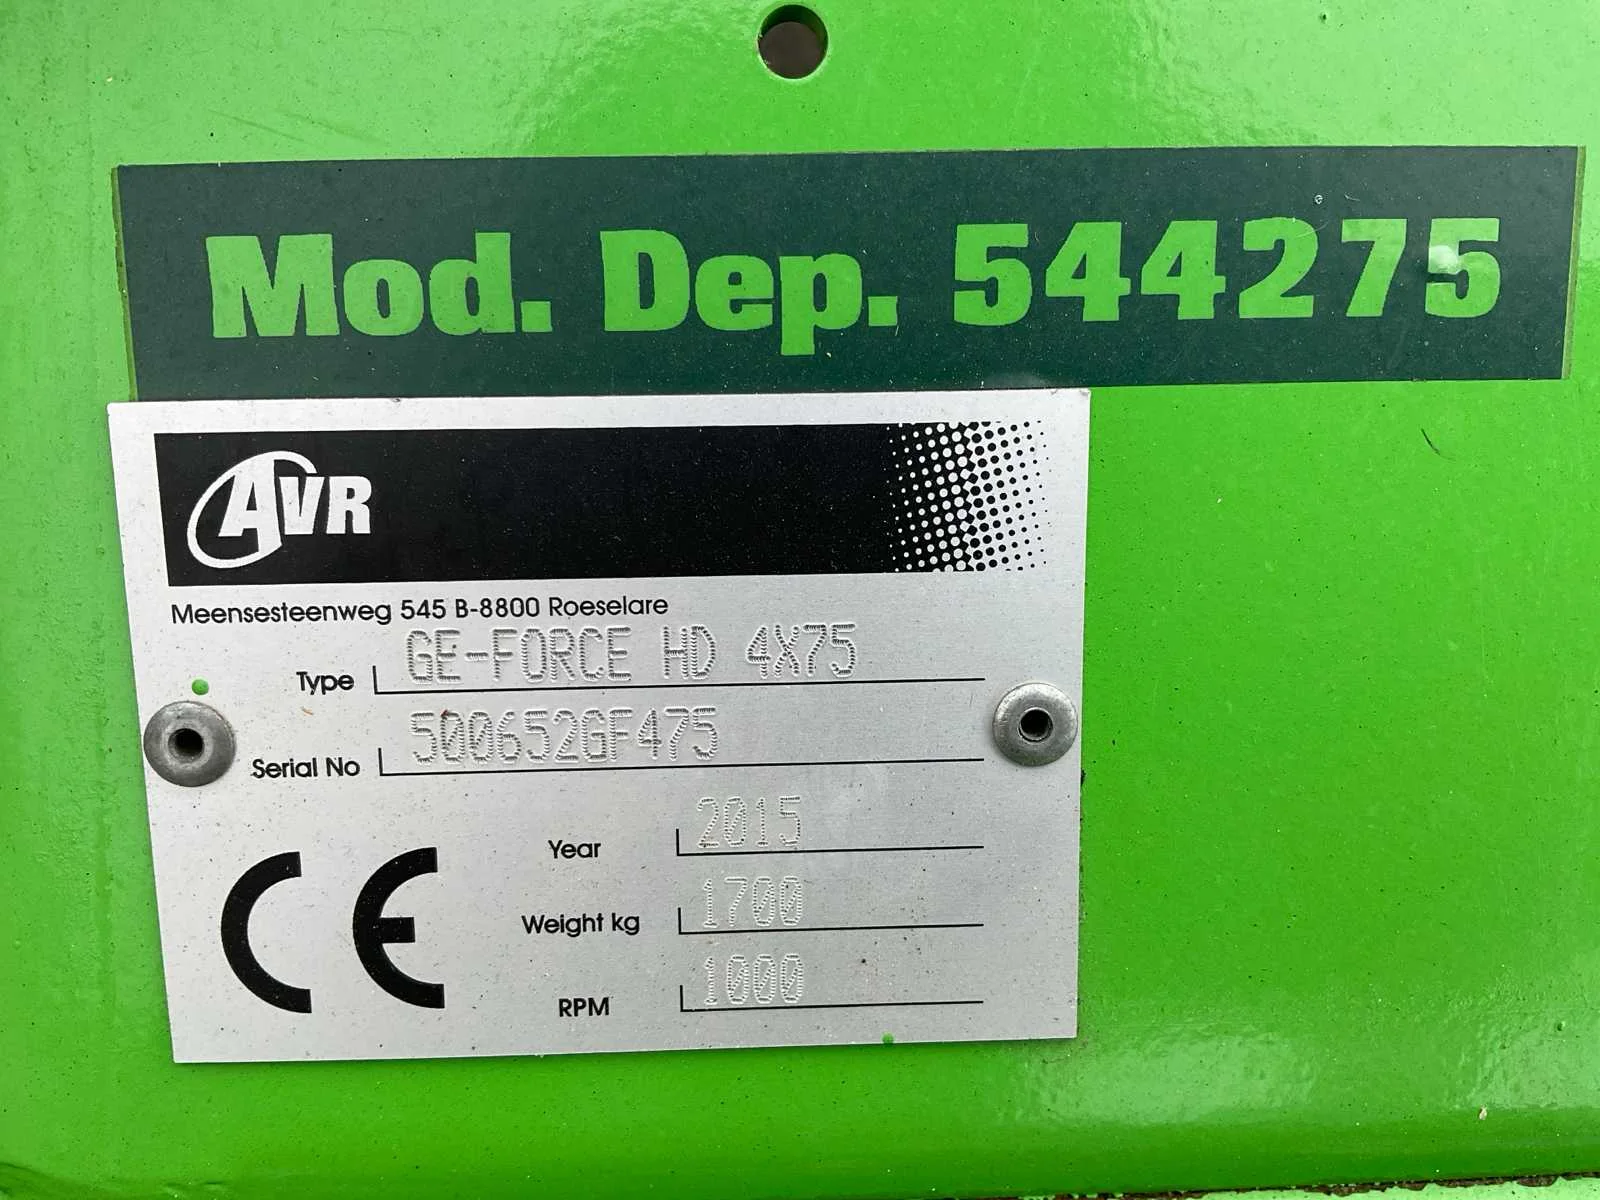 Mod. Dep. 544275
AVR
Meensesteenweg 545 B-8800 Roeselare
Type GE-FORCE HD 4X75
Serial No 500652GF475
CE
Year 2015
Weight kg 1700
RPM 1000